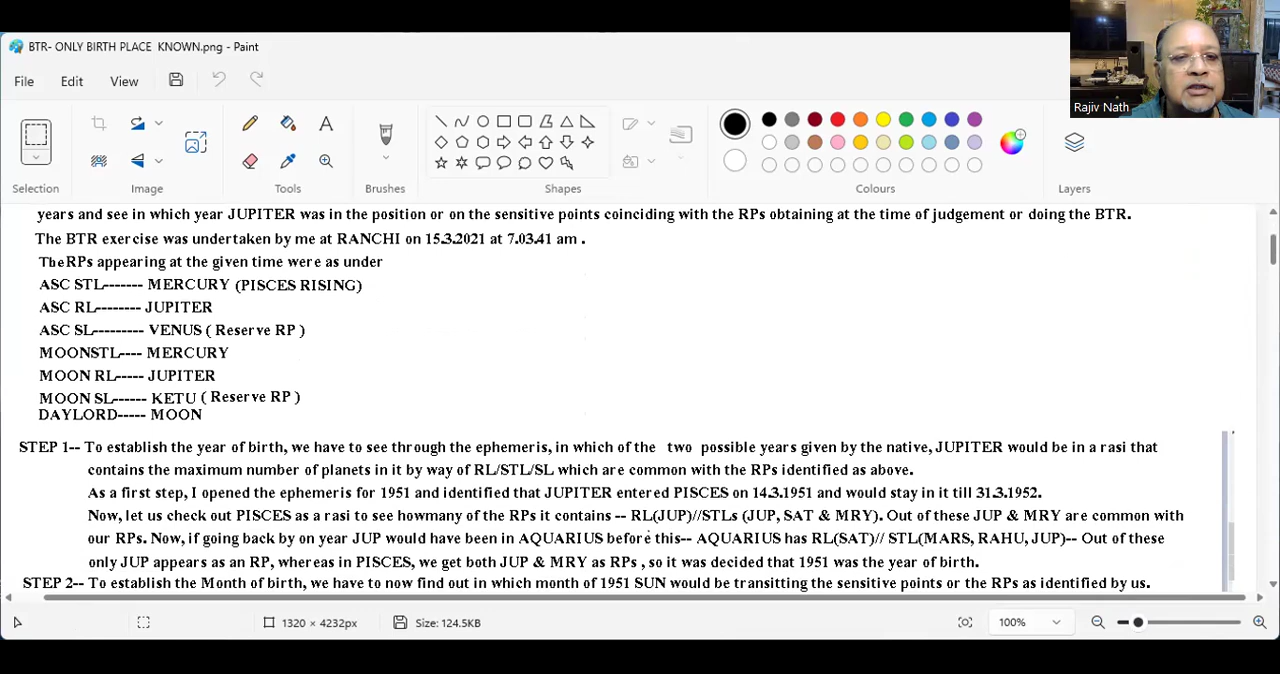 BTR- ONLY BIRTH PLACE  KNOWN.png - Paint
File Edit View
Rajiv Nath
Selection Image Tools Brushes Shapes Colours Layers
years and see in which year JUPITER was in the position or on the sensitive points coinciding with the RPs obtaining at the time of judgement or doing the BTR.
The BTR exercise was undertaken by me at RANCHI on 15.3.2021 at 7.03.41 am .
TheRPs appearing at the given time were as under
ASC STL------- MERCURY (PISCES RISING)
ASC RL-------- JUPITER
ASC SL--------- VENUS ( Reserve RP )
MOONSTL---- MERCURY
MOON RL----- JUPITER
MOON SL------ KETU ( Reserve RP )
DAYLORD----- MOON
STEP 1-- To establish the year of birth, we have to see through the ephemeris, in which of the two possible years given by the native, JUPITER would be in a rasi that
contains the maximum number of planets in it by way of RL/STL/SL which are common with the RPs identified as above.
As a first step, I opened the ephemeris for 1951 and identified that JUPITER entered PISCES on 14.3.1951 and would stay in it till 31.3.1952.
Now, let us check out PISCES as a rasi to see howmany of the RPs it contains -- RL(JUP)//STLs (JUP, SAT & MRY). Out of these JUP & MRY are common with
our RPs. Now, if going back by on year JUP would have been in AQUARIUS before this-- AQUARIUS has RL(SAT)// STL(MARS, RAHU, JUP)-- Out of these
only JUP appears as an RP, whereas in PISCES, we get both JUP & MRY as RPs , so it was decided that 1951 was the year of birth.
STEP 2-- To establish the Month of birth, we have to now find out in which month of 1951 SUN would be transitting the sensitive points or the RPs as identified by us.
1320 × 4232px Size: 124.5KB 100%